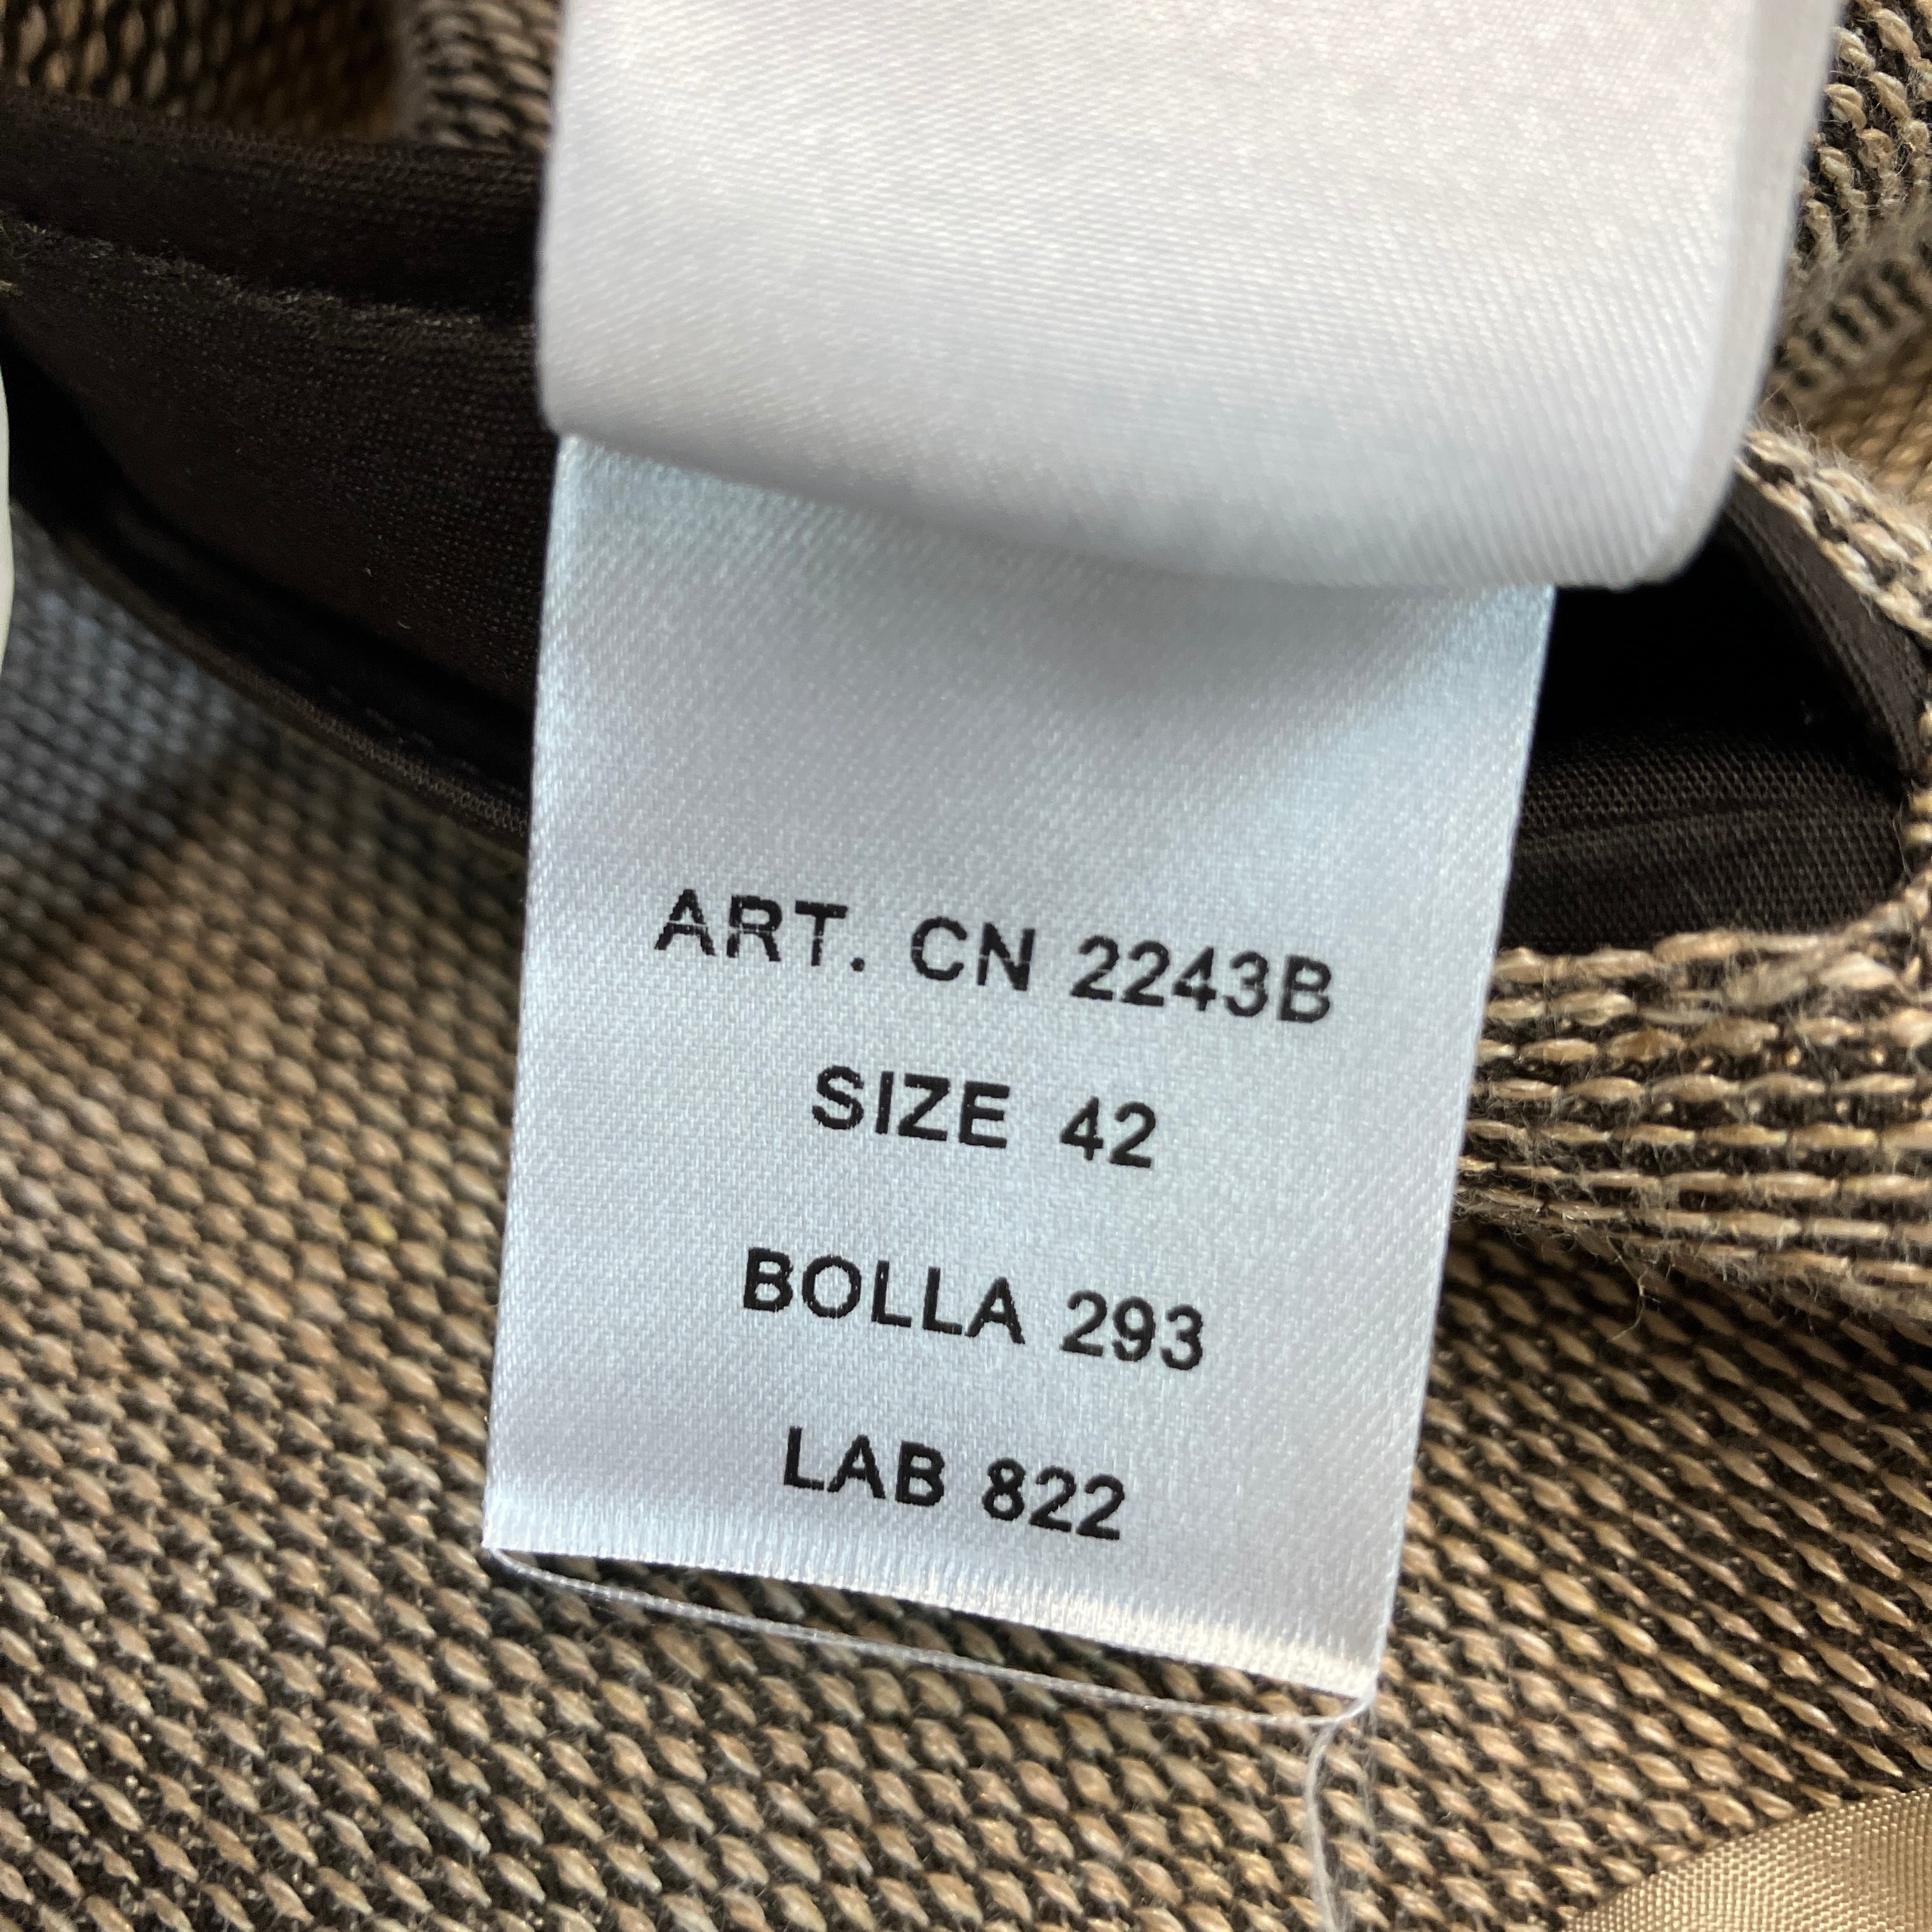 ART. CN 2243B
SIZE 42
BOLLA 293
LAB 822